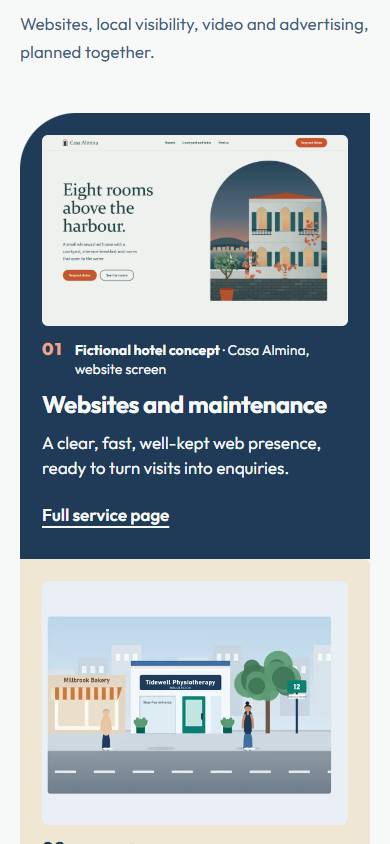 Websites, local visibility, video and advertising,
planned together.
Casa Almina
Eight rooms
above the
harbour.
01 Fictional hotel concept · Casa Almina,
website screen
Websites and maintenance
A clear, fast, well-kept web presence,
ready to turn visits into enquiries.
Full service page
Millbrook Bakery
Tidewell Physiotherapy
12